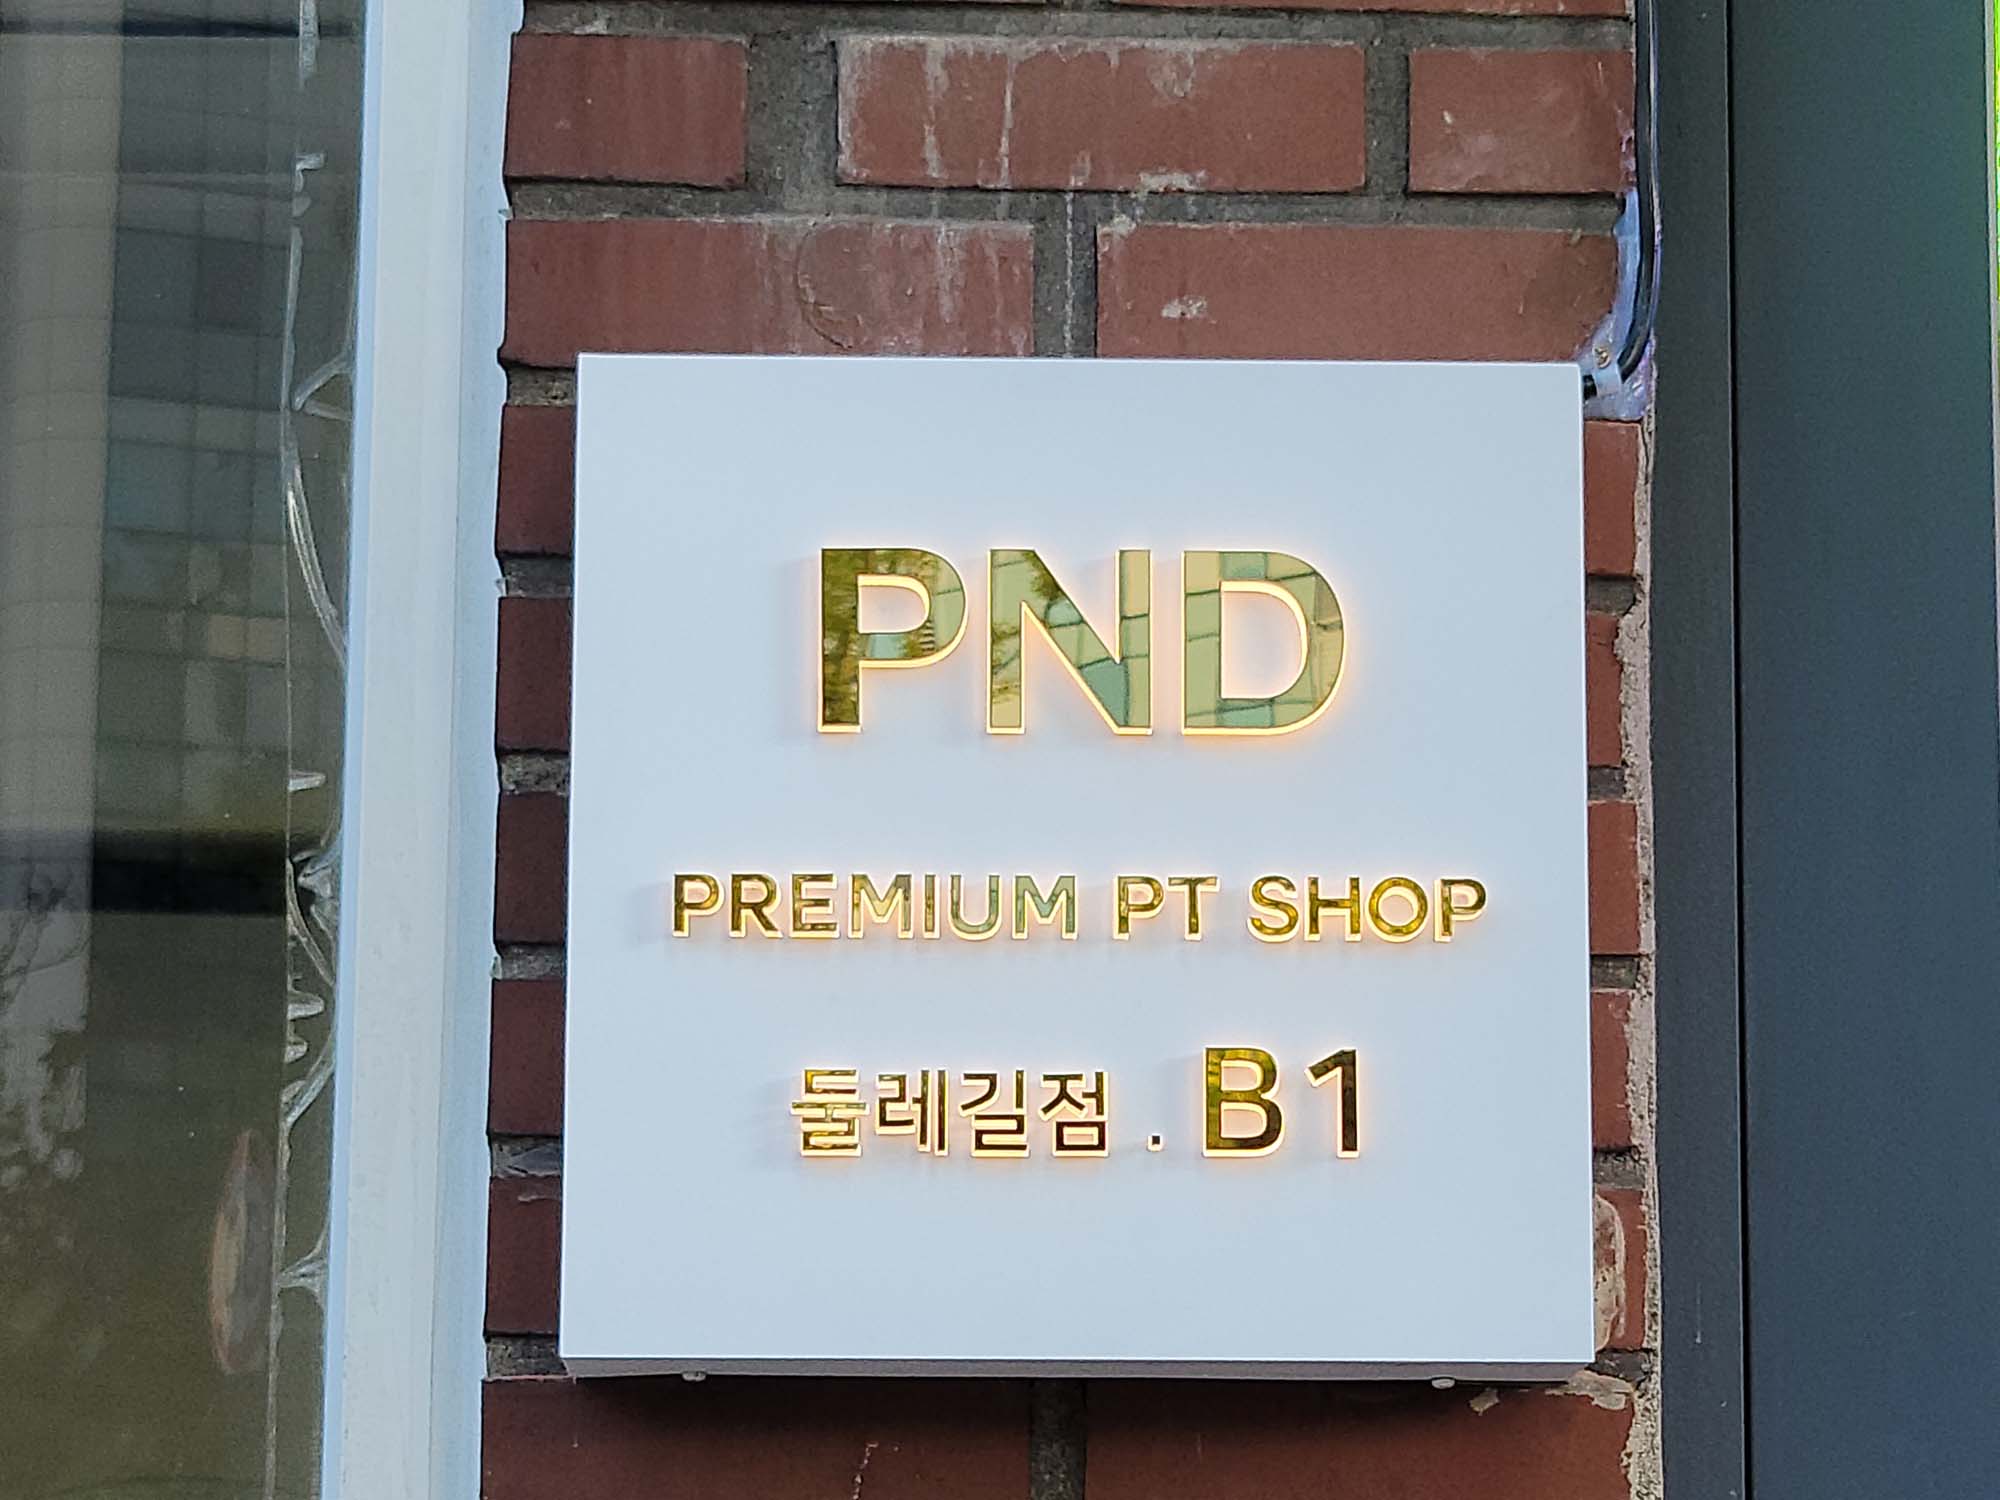 PND
PREMIUM PT SHOP
둘레길점 . B1